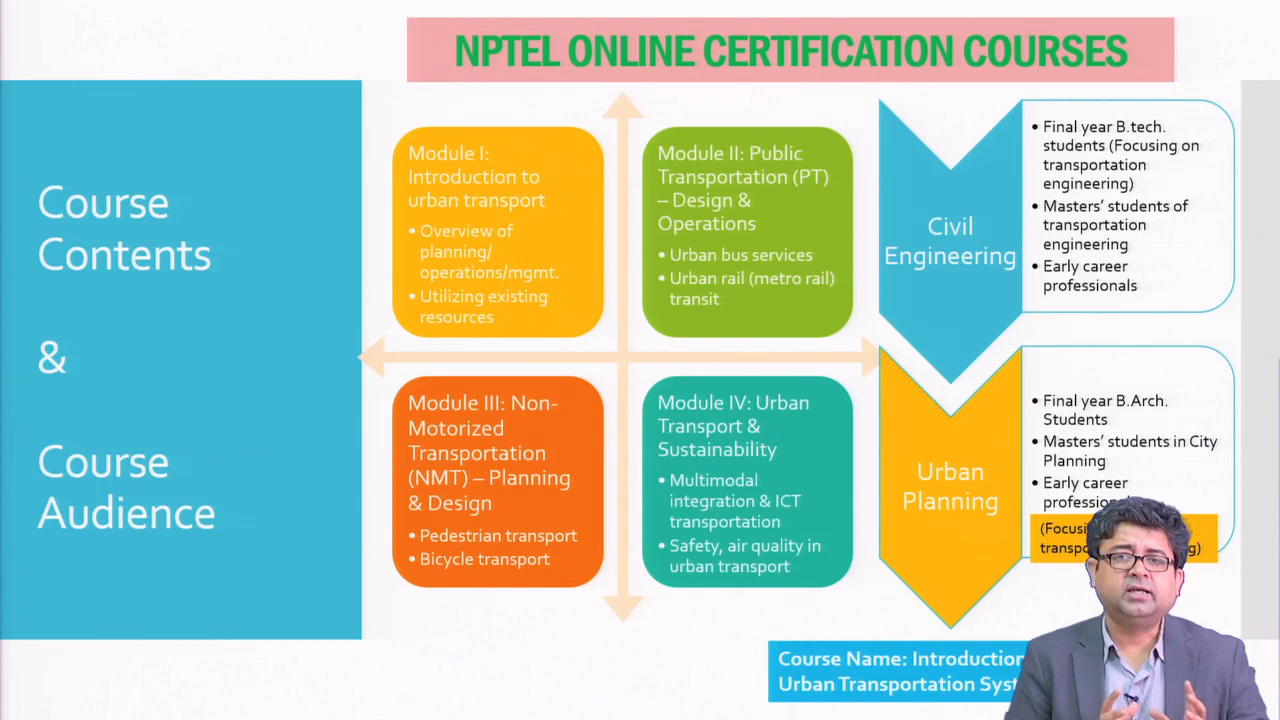 NPTEL ONLINE CERTIFICATION COURSES
Course
Contents
&
Course
Audience
Module I:
Introduction to
urban transport
• Overview of
planning/
operations/mgmt.
• Utilizing existing
resources
Module II: Public
Transportation (PT)
– Design &
Operations
• Urban bus services
• Urban rail (metro rail)
transit
Module III: Non-
Motorized
Transportation
(NMT) – Planning
& Design
• Pedestrian transport
• Bicycle transport
Module IV: Urban
Transport &
Sustainability
• Multimodal
integration & ICT
transportation
• Safety, air quality in
urban transport
Civil
Engineering
• Final year B.tech.
students (Focusing on
transportation
engineering)
• Masters' students of
transportation
engineering
• Early career
professionals
Urban
Planning
• Final year B.Arch.
Students
• Masters' students in City
Planning
• Early career
Course Name: Introduction
Urban Transportation